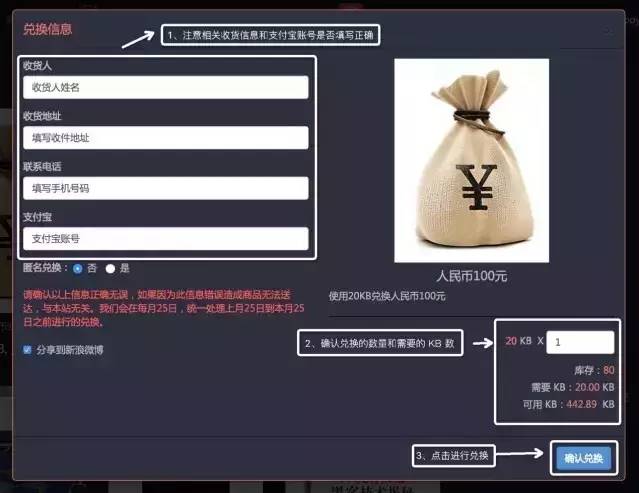 兑换信息
1、注意相关收货信息和支付宝账号是否填写正确
收货人
收货人姓名
收货地址
填写收件地址
联系电话
填写手机号码
支付宝
支付宝账号
匿名兑换： 否 是
请确认以上信息正确无误，如果因为此信息错误造成商品无法送
达，与本站无关。我们会在每月25日，统一处理上月25日到本月25
日之前进行的兑换。
分享到新浪微博
¥
人民币100元
使用20KB兑换人民币100元
2、确认兑换的数量和需要的 KB 数
20 KB X 1
库存：80
需要 KB：20.00 KB
可用 KB：442.89 KB
3、点击进行兑换
确认兑换